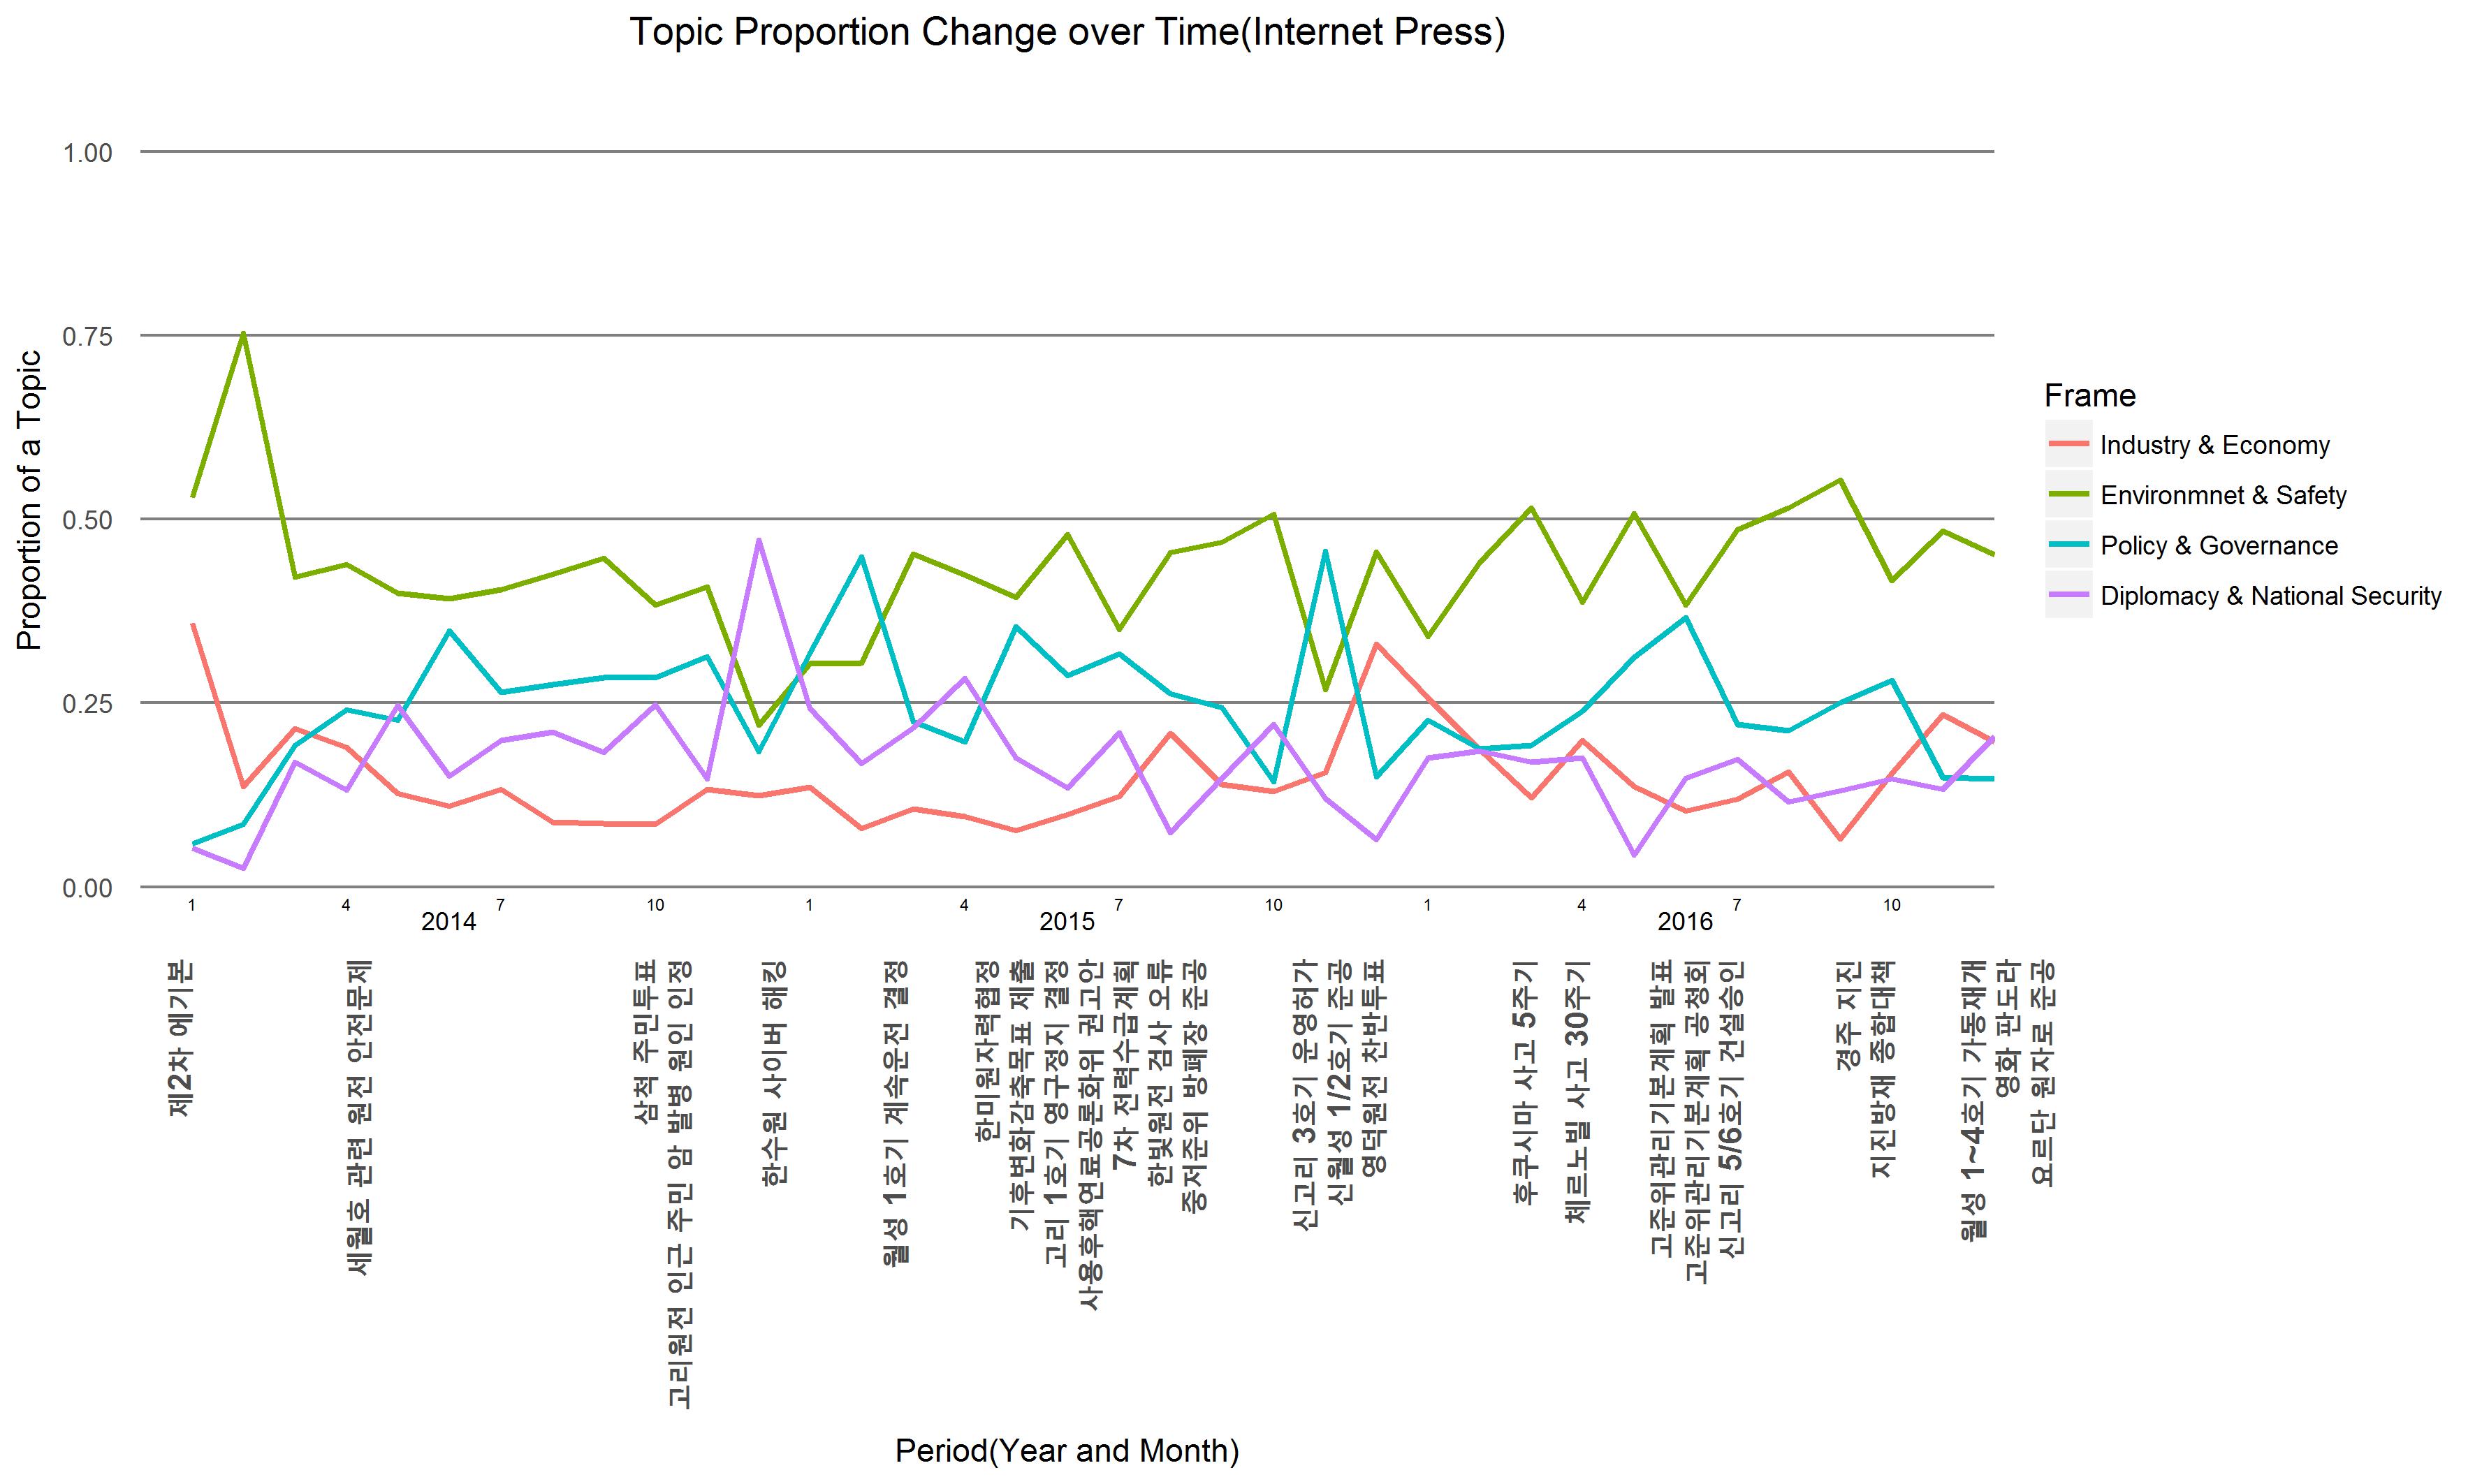 Topic Proportion Change over Time(Internet Press)
Proportion of a Topic
1.00
0.75
0.50
0.25
0.00
1
4
7
10
1
4
7
10
1
4
7
10
2014
2015
2016
제2차 에기본
세월호 관련 원전 안전문제
삼척 주민투표
고리원전 인근 주민 암 발병 원인 인정
한수원 사이버 해킹
월성 1호기 계속운전 결정
한미원자력협정
기후변화감축목표 제출
고리 1호기 영구정지 결정
사용후핵연료공론화위 권고안
7차 전력수급계획
한빛원전 검사 오류
중저준위 방폐장 준공
신고리 3호기 운영허가
신월성 1/2호기 준공
영덕원전 찬반투표
후쿠시마 사고 5주기
체르노빌 사고 30주기
고준위관리기본계획 발표
고준위관리기본계획 공청회
신고리 5/6호기 건설승인
경주 지진
지진방재 종합대책
월성 1~4호기 가동재개
영화 판도라
요르단 원자로 준공
Period(Year and Month)
Frame
Industry & Economy
Environmnet & Safety
Policy & Governance
Diplomacy & National Security